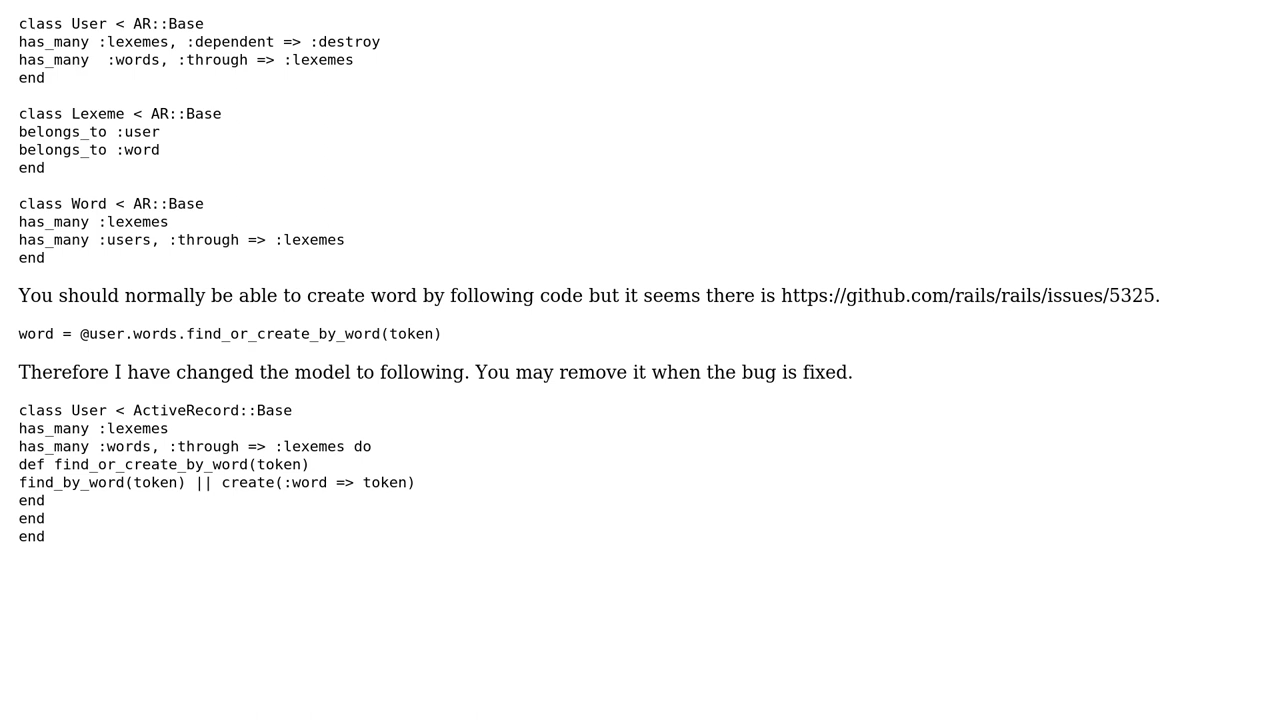 class User < AR::Base
has_many :lexemes, :dependent => :destroy
has_many  :words, :through => :lexemes
end

class Lexeme < AR::Base
belongs_to :user
belongs_to :word
end

class Word < AR::Base
has_many :lexemes
has_many :users, :through => :lexemes
end

You should normally be able to create word by following code but it seems there is https://github.com/rails/rails/issues/5325.

word = @user.words.find_or_create_by_word(token)

Therefore I have changed the model to following. You may remove it when the bug is fixed.

class User < ActiveRecord::Base
has_many :lexemes
has_many :words, :through => :lexemes do
def find_or_create_by_word(token)
find_by_word(token) || create(:word => token)
end
end
end